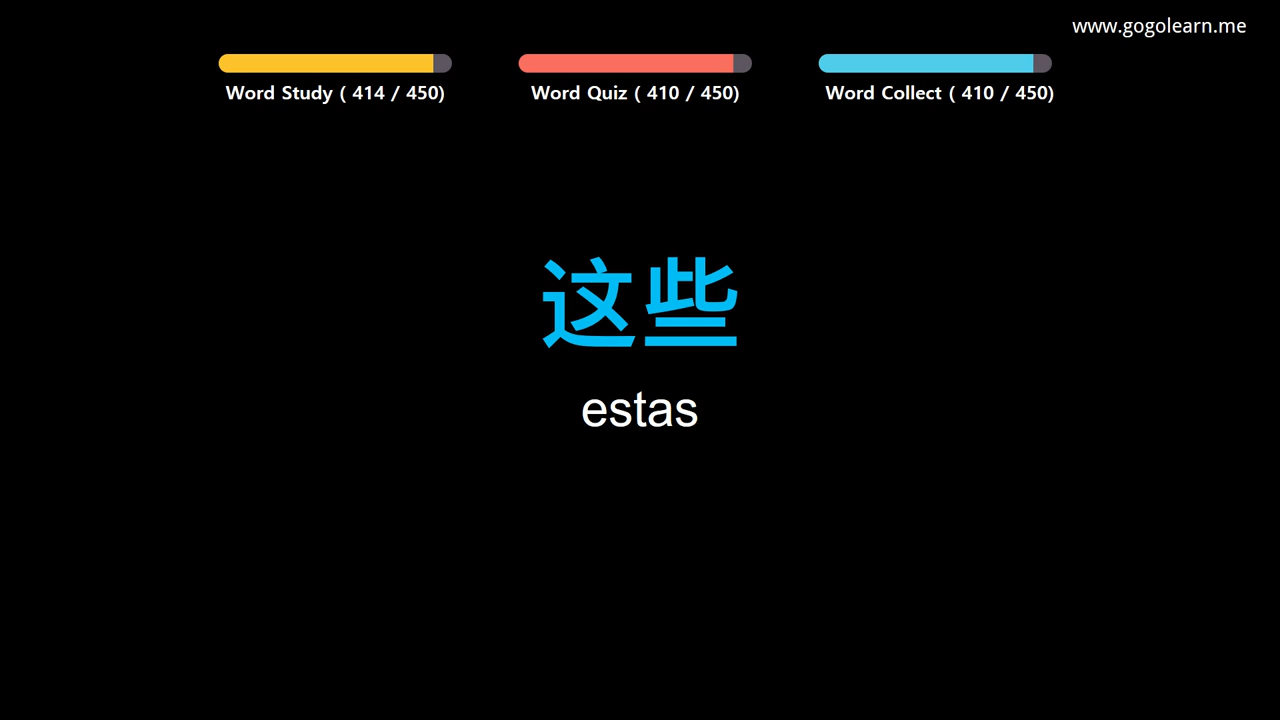 www.gogolearn.me
Word Study ( 414 / 450)
Word Quiz ( 410 / 450)
Word Collect ( 410 / 450)
这些
estas